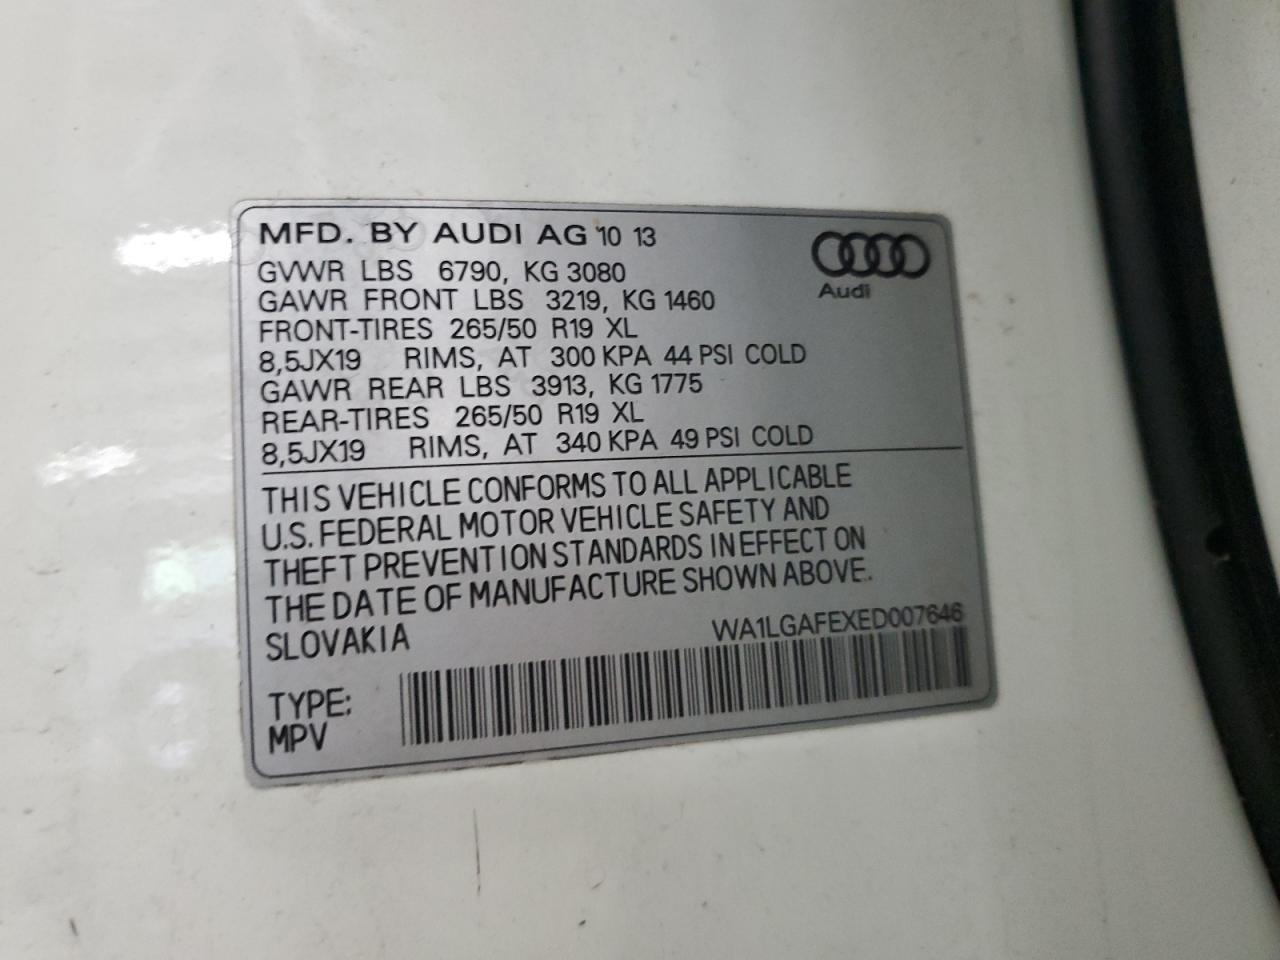 MFD. BY AUDI AG 10 13
GVWR LBS 6790, KG 3080
GAWR FRONT LBS 3219, KG 1460
FRONT-TIRES 265/50 R19 XL
8,5JX19 RIMS, AT 300 KPA 44 PSI COLD
GAWR REAR LBS 3913, KG 1775
REAR-TIRES 265/50 R19 XL
8,5JX19 RIMS, AT 340 KPA 49 PSI COLD
Audi
THIS VEHICLE CONFORMS TO ALL APPLICABLE
U.S. FEDERAL MOTOR VEHICLE SAFETY AND
THEFT PREVENTION STANDARDS IN EFFECT ON
THE DATE OF MANUFACTURE SHOWN ABOVE.
SLOVAKIA WA1LGAFEXED007646
TYPE:
MPV